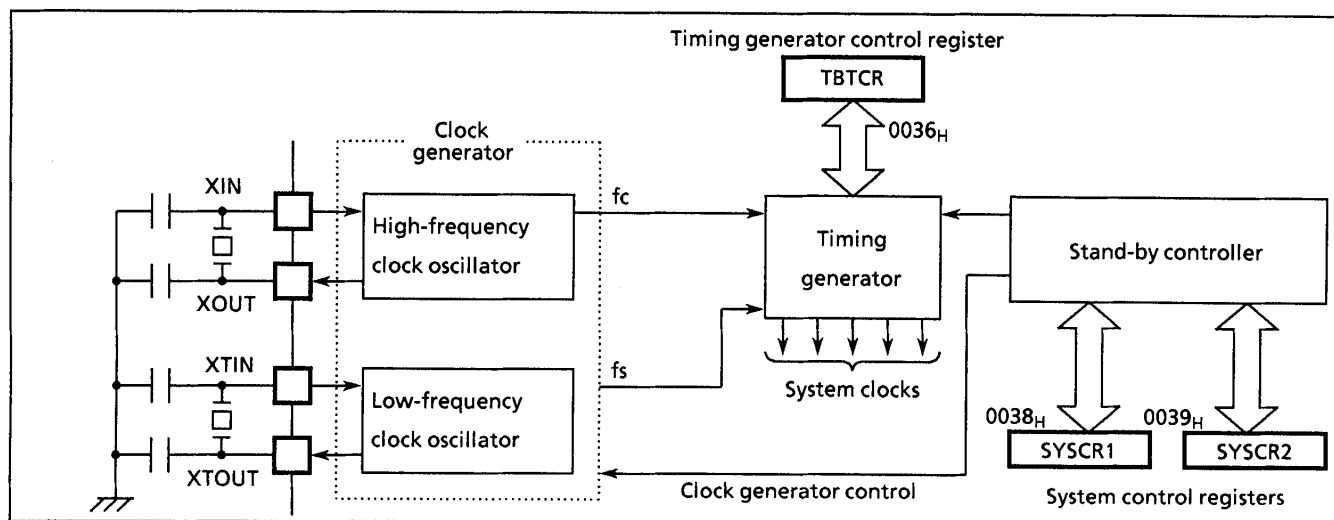 Timing generator control register
TBTCR
0036H
Clock
generator
XIN
fc
High-frequency
clock oscillator
Timing
generator
Stand-by controller
XOUT
XTIN
fs
System clocks
Low-frequency
clock oscillator
0038H
0039H
SYSCR1
SYSCR2
XTOUT
Clock generator control
System control registers